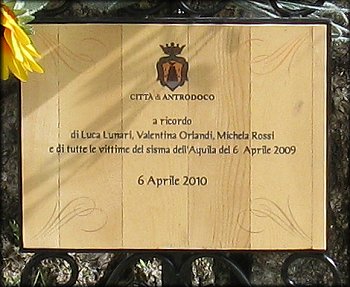 CITTÀ di ANTRODOCO
a ricordo
di Luca Lunari, Valentina Orlandi, Michela Rossi
e di tutte le vittime del sisma dell'Aquila del 6 Aprile 2009
6 Aprile 2010